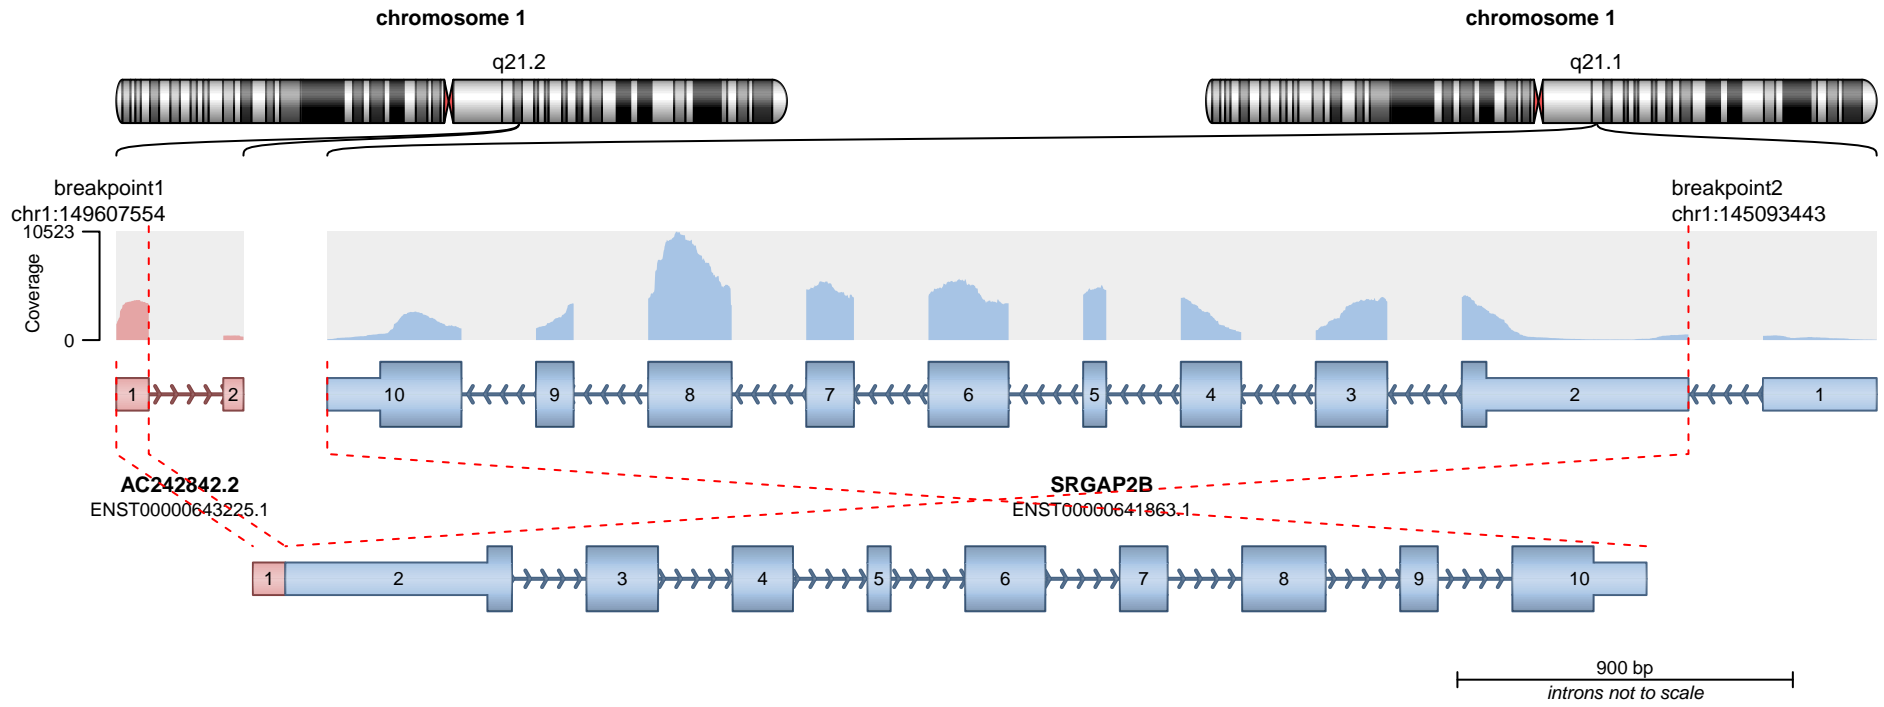 chromosome 1
chromosome 1
q21.2
q21.1
breakpoint1
chr1:149607554
breakpoint2
chr1:145093443
10523
Coverage
0
1
2
10
9
8
7
6
5
4
3
2
1
AC242842.2
ENST00000643225.1
SRGAP2B
ENST00000641863.1
1
2
3
4
5
6
7
8
9
10
900 bp
introns not to scale